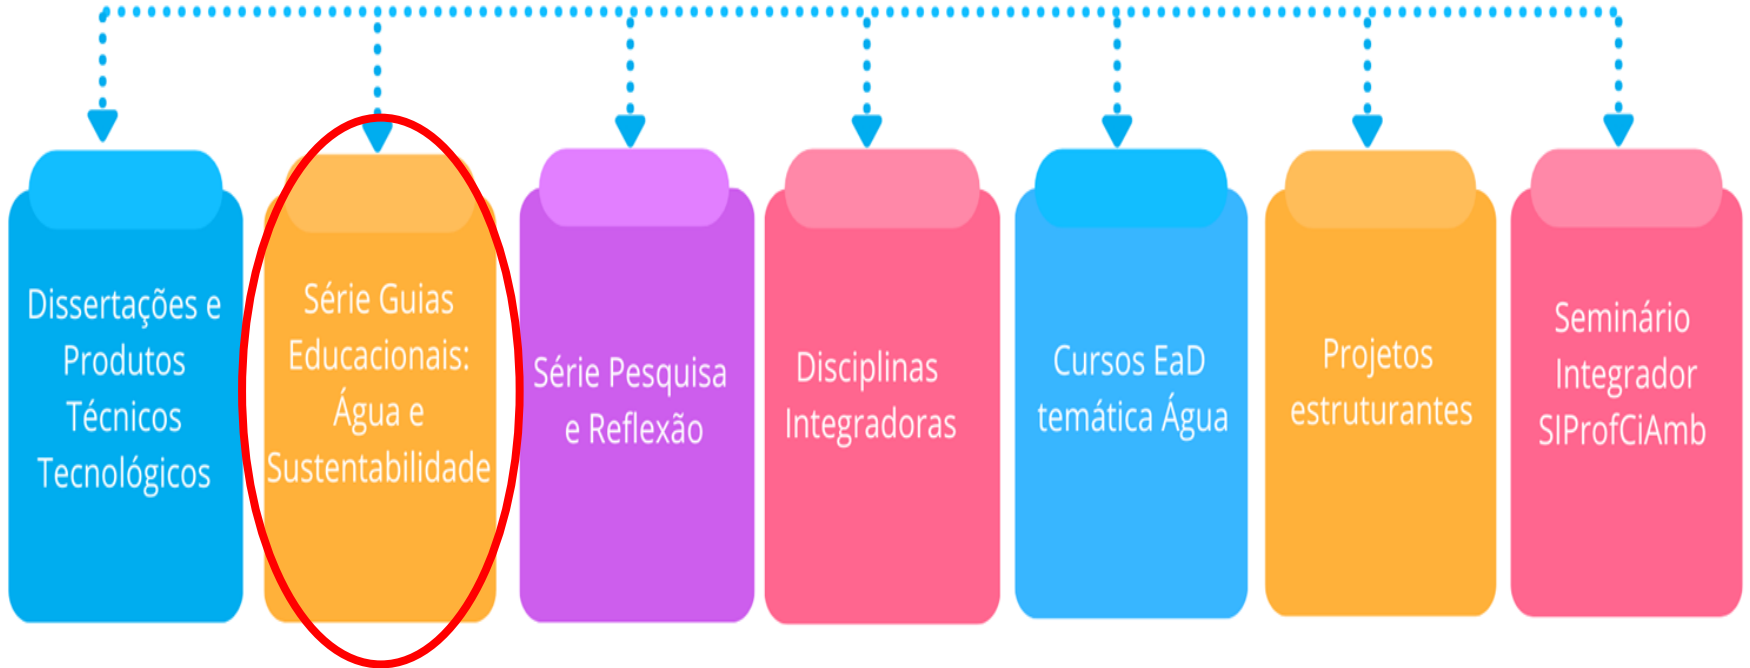 Dissertações e
Produtos
Técnicos
Tecnológicos
Série Guias
Educacionais:
Água e
Sustentabilidade
Série Pesquisa
e Reflexão
Disciplinas
Integradoras
Cursos EaD
temática Água
Projetos
estruturantes
Seminário
Integrador
SIProfCiAmb